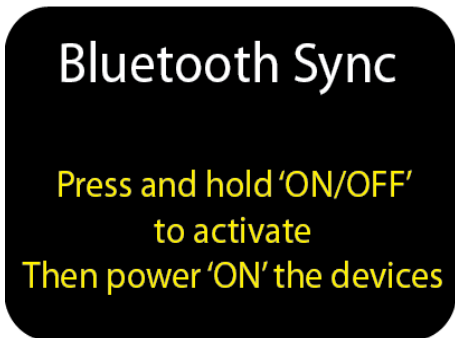 Bluetooth Sync
Press and hold ‘ON/OFF’
to activate
Then power ‘ON’ the devices